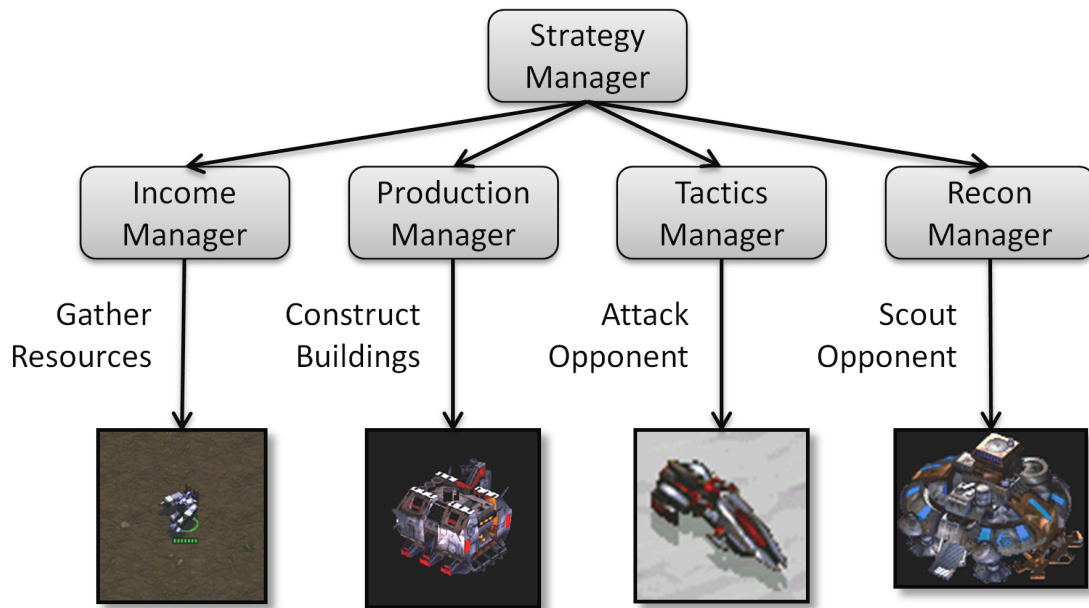 Strategy
Manager
Income
Manager
Production
Manager
Tactics
Manager
Recon
Manager
Gather
Resources
Construct
Buildings
Attack
Opponent
Scout
Opponent